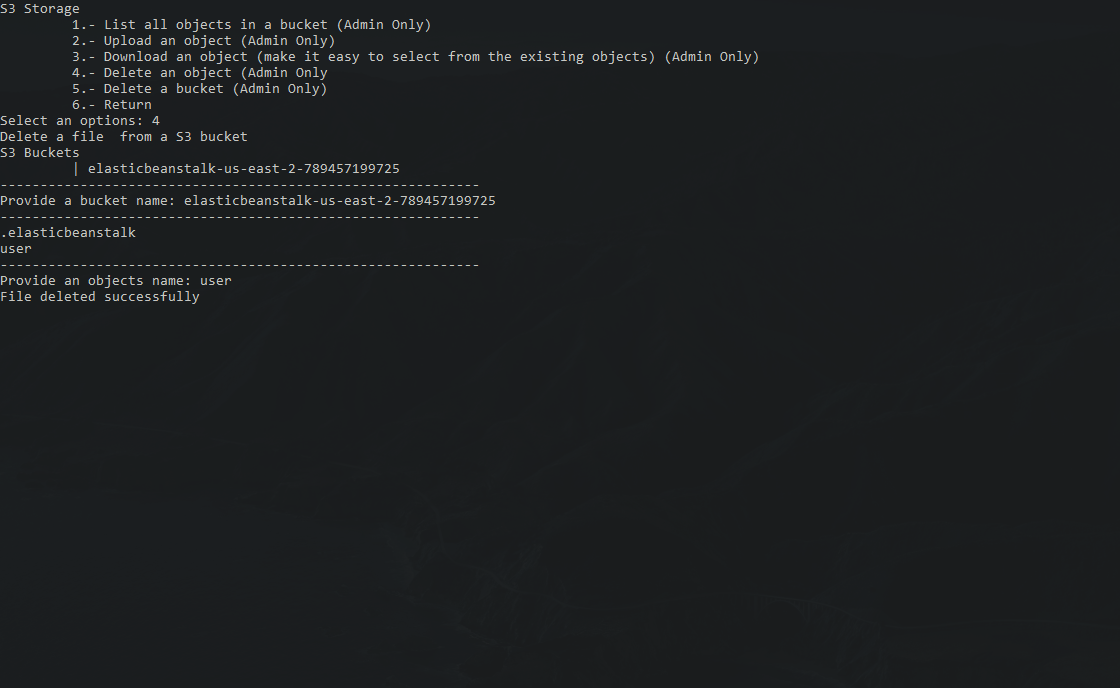 S3 Storage
1.- List all objects in a bucket (Admin Only)
2.- Upload an object (Admin Only)
3.- Download an object (make it easy to select from the existing objects) (Admin Only)
4.- Delete an object (Admin Only
5.- Delete a bucket (Admin Only)
6.- Return
Select an options: 4
Delete a file  from a S3 bucket
S3 Buckets
| elasticbeanstalk-us-east-2-789457199725
------------------------------------------------------------
Provide a bucket name: elasticbeanstalk-us-east-2-789457199725
------------------------------------------------------------
.elasticbeanstalk
user
------------------------------------------------------------
Provide an objects name: user
File deleted successfully